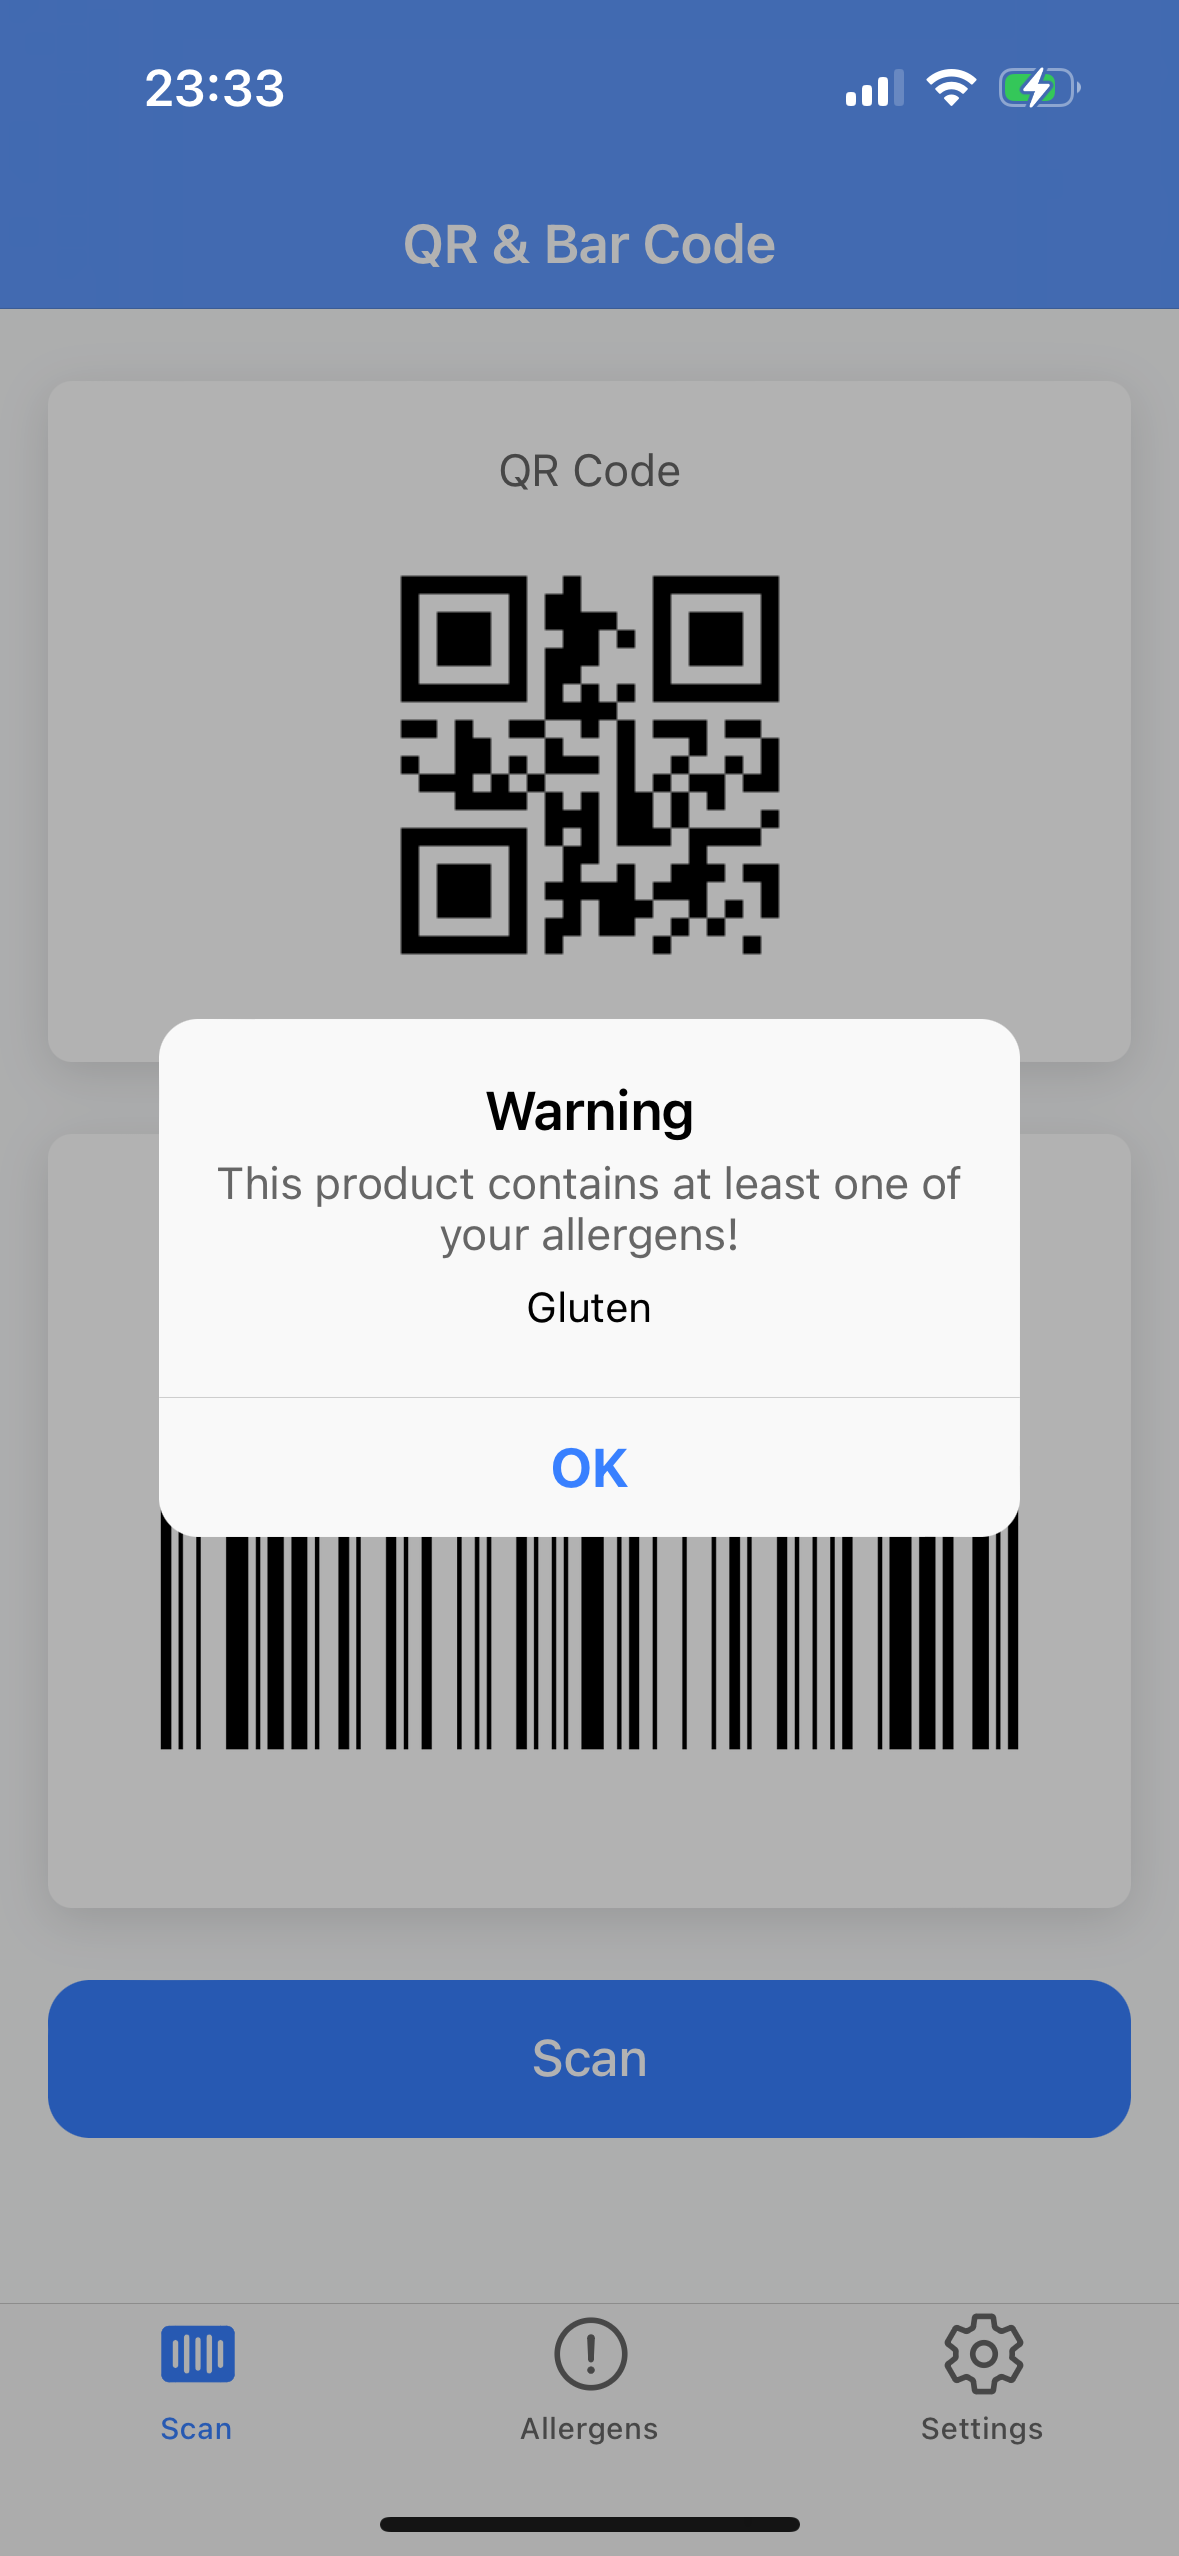 23:33
QR & Bar Code
QR Code
Warning
This product contains at least one of
your allergens!
Gluten
OK
Scan
Scan
Allergens
Settings